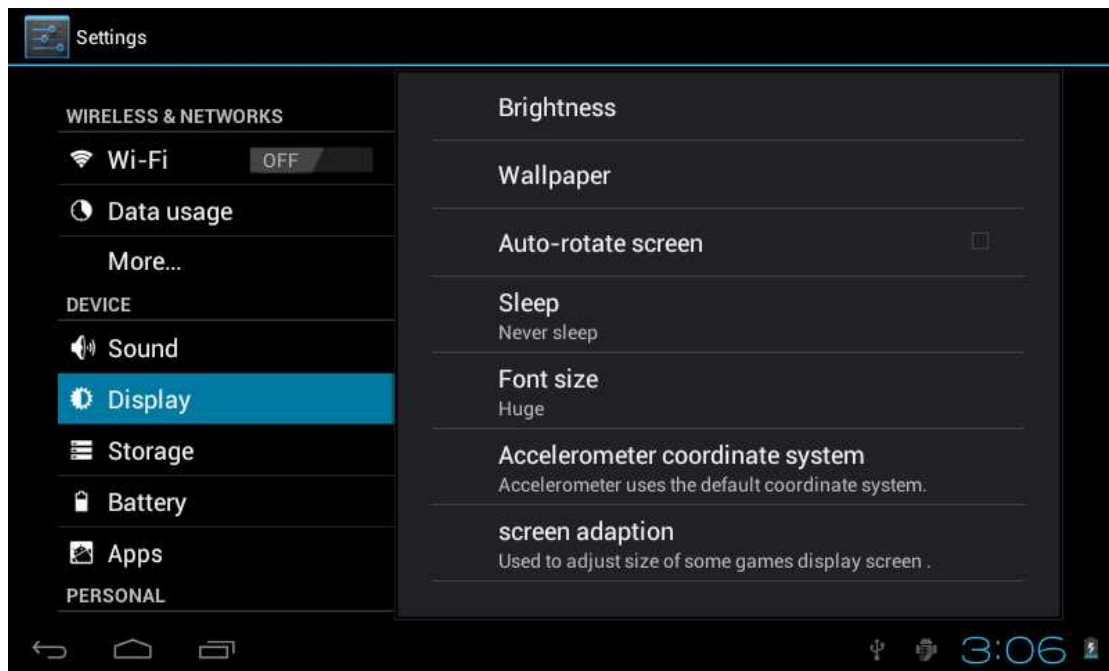 Settings
WIRELESS & NETWORKS
Wi-Fi OFF
Data usage
More...
DEVICE
Sound
Display
Storage
Battery
Apps
PERSONAL
Brightness
Wallpaper
Auto-rotate screen
Sleep
Never sleep
Font size
Huge
Accelerometer coordinate system
Accelerometer uses the default coordinate system.
screen adaption
Used to adjust size of some games display screen .
3:06